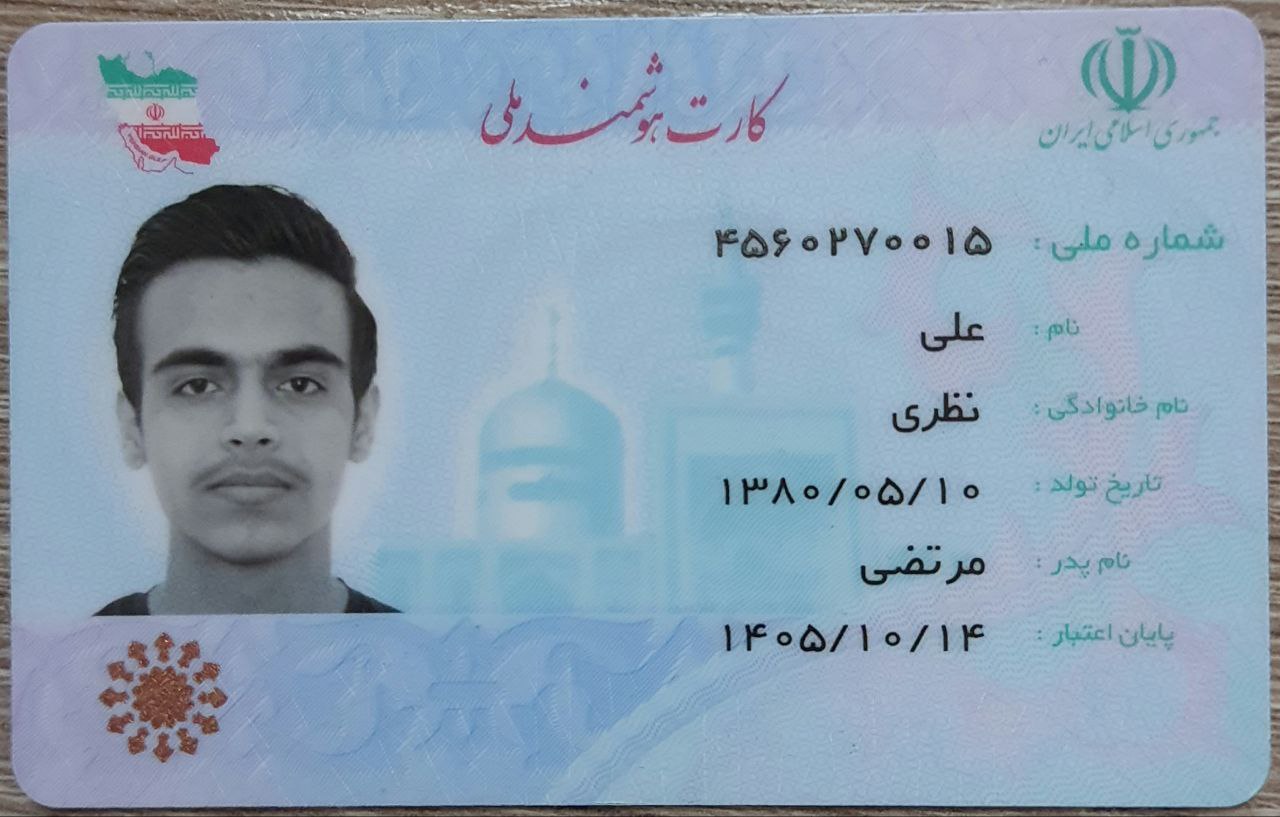 جمهوری اسلامی ایران
کارت هوشمند ملی
شماره ملی : ۴۵۶۰۲۷۰۰۱۵
نام : علی
نام خانوادگی : نظری
تاریخ تولد : ۱۳۸۰/۰۵/۱۰
نام پدر : مرتضی
پایان اعتبار : ۱۴۰۵/۱۰/۱۴